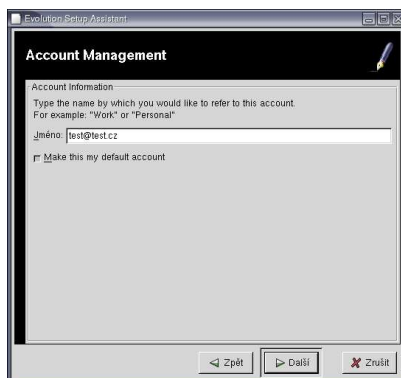 Evolution Setup Assistant
Account Management
Account Information
Type the name by which you would like to refer to this account.
For example: "Work" or "Personal"
Jméno: test@test.cz
Make this my default account
Zpět
Další
Zrušit